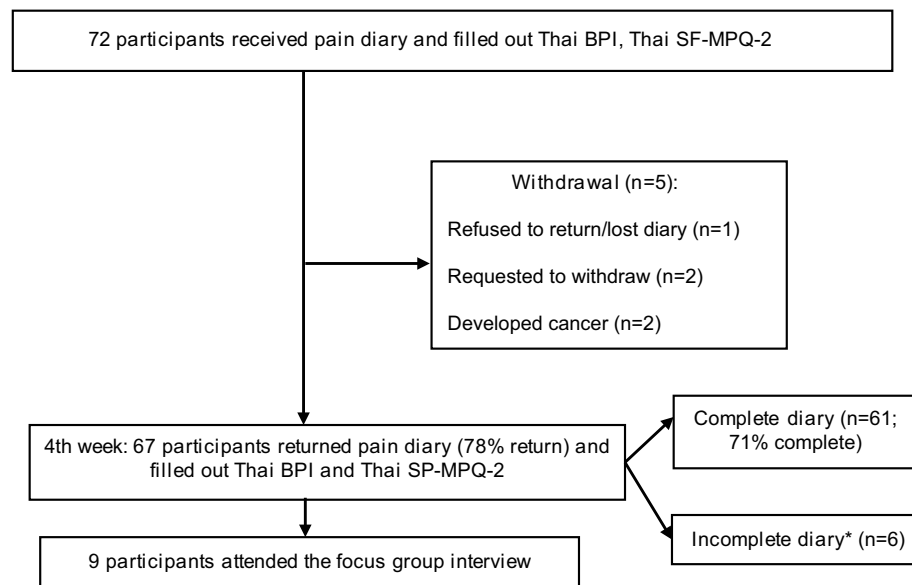 72 participants received pain diary and filled out Thai BPI, Thai SF-MPQ-2
Withdrawal (n=5):
Refused to return/lost diary (n=1)
Requested to withdraw (n=2)
Developed cancer (n=2)
4th week: 67 participants returned pain diary (78% return) and
filled out Thai BPI and Thai SP-MPQ-2
Complete diary (n=61;
71% complete)
Incomplete diary* (n=6)
9 participants attended the focus group interview